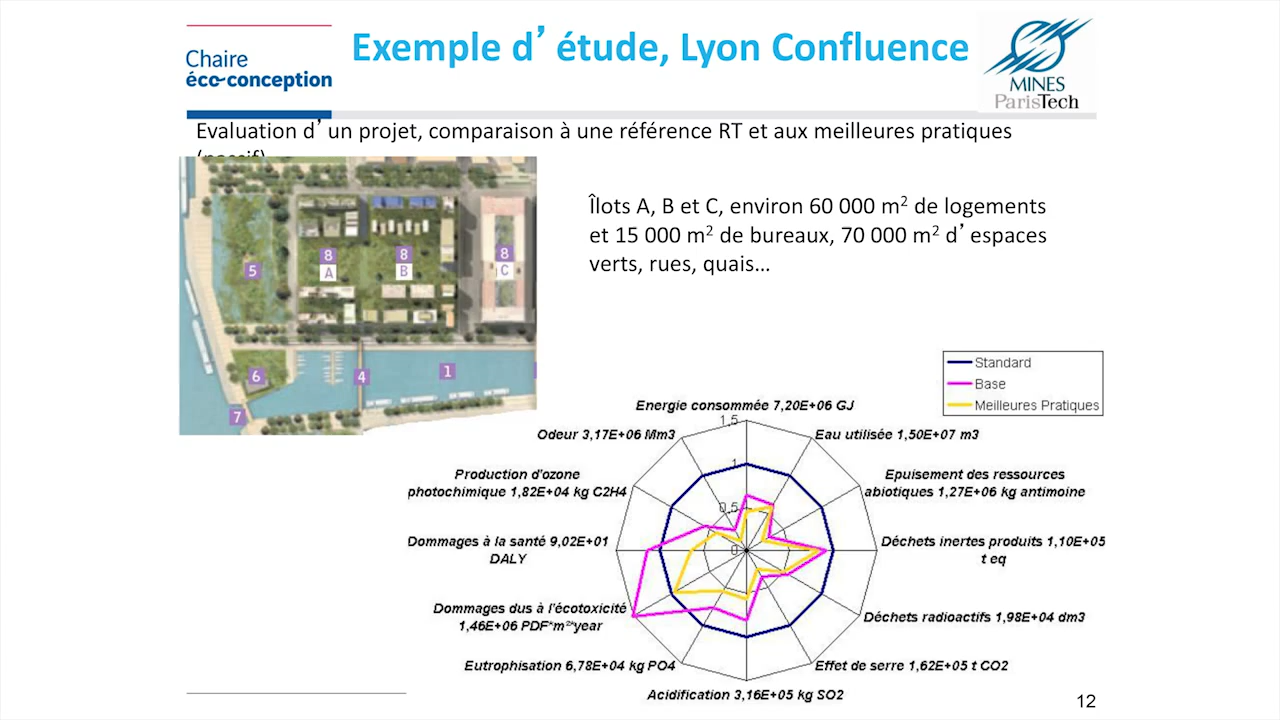 Chaire
éco-conception
Exemple d’ étude, Lyon Confluence
MINES
ParisTech
Evaluation d’ un projet, comparaison à une référence RT et aux meilleures pratiques
Îlots A, B et C, environ 60 000 m² de logements
et 15 000 m² de bureaux, 70 000 m² d’ espaces
verts, rues, quais…
8
8
8
5
A
B
C
6
4
1
7
Standard
Base
Meilleures Pratiques
Energie consommée 7,20E+06 GJ
1,5
Odeur 3,17E+06 Mm3
Eau utilisée 1,50E+07 m3
1
Production d'ozone
photochimique 1,82E+04 kg C2H4
Epuisement des ressources
abiotiques 1,27E+06 kg antimoine
0,5
Dommages à la santé 9,02E+01
DALY
0
Déchets inertes produits 1,10E+05
t eq
Dommages dus à l'écotoxicité
1,46E+06 PDF*m²*year
Déchets radioactifs 1,98E+04 dm3
Eutrophisation 6,78E+04 kg PO4
Effet de serre 1,62E+05 t CO2
Acidification 3,16E+05 kg SO2
12